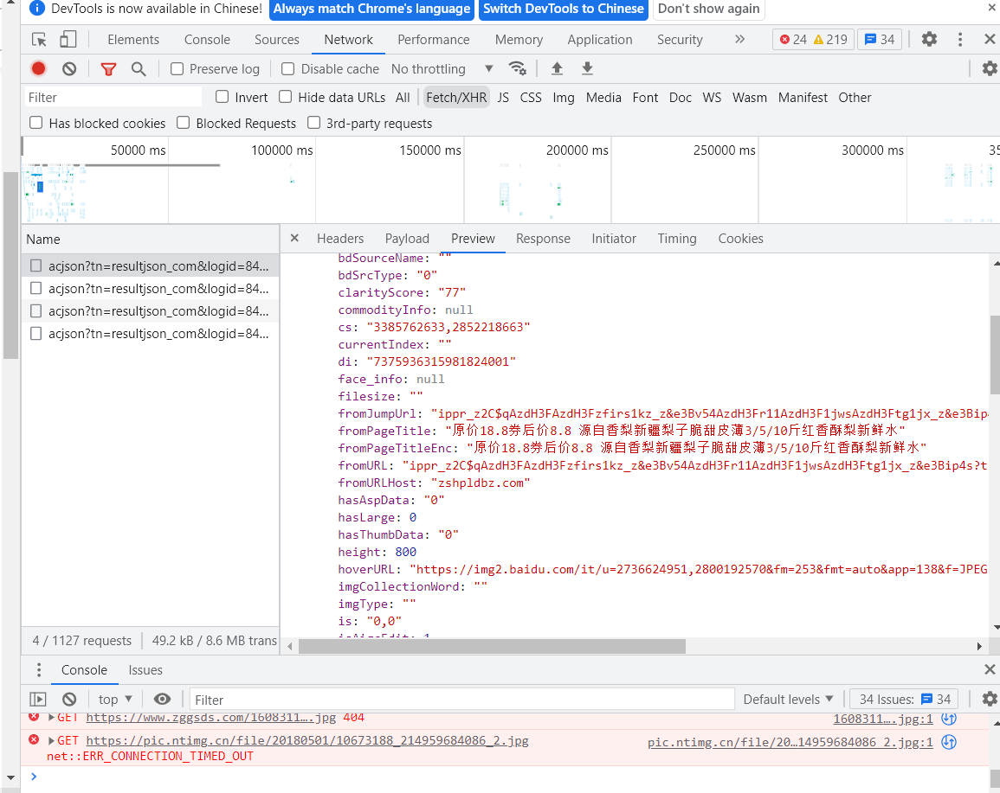 DevTools is now available in Chinese! Always match Chrome's language Switch DevTools to Chinese Don't show again
Elements Console Sources Network Performance Memory Application Security 24 219 34
Preserve log Disable cache No throttling
Filter Invert Hide data URLs All Fetch/XHR JS CSS Img Media Font Doc WS Wasm Manifest Other
Has blocked cookies Blocked Requests 3rd-party requests
50000 ms 100000 ms 150000 ms 200000 ms 250000 ms 300000 ms 35
Name
Headers Payload Preview Response Initiator Timing Cookies
acjson?tn=resultjson_com&logid=84...
acjson?tn=resultjson_com&logid=84...
acjson?tn=resultjson_com&logid=84...
acjson?tn=resultjson_com&logid=84...
bdSourceName: ""
bdSrcType: "0"
clarityScore: "77"
commodityInfo: null
cs: "3385762633,2852218663"
currentIndex: ""
di: "7375936315981824001"
face_info: null
filesize: ""
fromJumpUrl: "ippr_z2C$qAzdH3FAzdH3Fzfirs1kz_z&e3Bv54AzdH3Fr11AzdH3F1jwsAzdH3Ftg1jx_z&e3Bip4
fromPageTitle: "原价18.8券后价8.8 源自香梨新疆梨子脆甜皮薄3/5/10斤红香酥梨新鲜水"
fromPageTitleEnc: "原价18.8券后价8.8 源自香梨新疆梨子脆甜皮薄3/5/10斤红香酥梨新鲜水"
fromURL: "ippr_z2C$qAzdH3FAzdH3Fzfirs1kz_z&e3Bv54AzdH3Fr11AzdH3F1jwsAzdH3Ftg1jx_z&e3Bip4s?t
fromURLHost: "zshpldbz.com"
hasAspData: "0"
hasLarge: 0
hasThumbData: "0"
height: 800
hoverURL: "https://img2.baidu.com/it/u=2736624951,2800192570&fm=253&fmt=auto&app=138&f=JPEG
imgCollectionWord: ""
imgType: ""
is: "0,0"
isAigcEdit: 1
4 / 1127 requests 49.2 kB / 8.6 MB trans
Console Issues
top Filter Default levels 34 Issues: 34
GET https://www.zggsds.com/1608311….jpg 404 1608311….jpg:1
GET https://pic.ntimg.cn/file/20180501/10673188_214959684086_2.jpg pic.ntimg.cn/file/20…14959684086_2.jpg:1
net::ERR_CONNECTION_TIMED_OUT